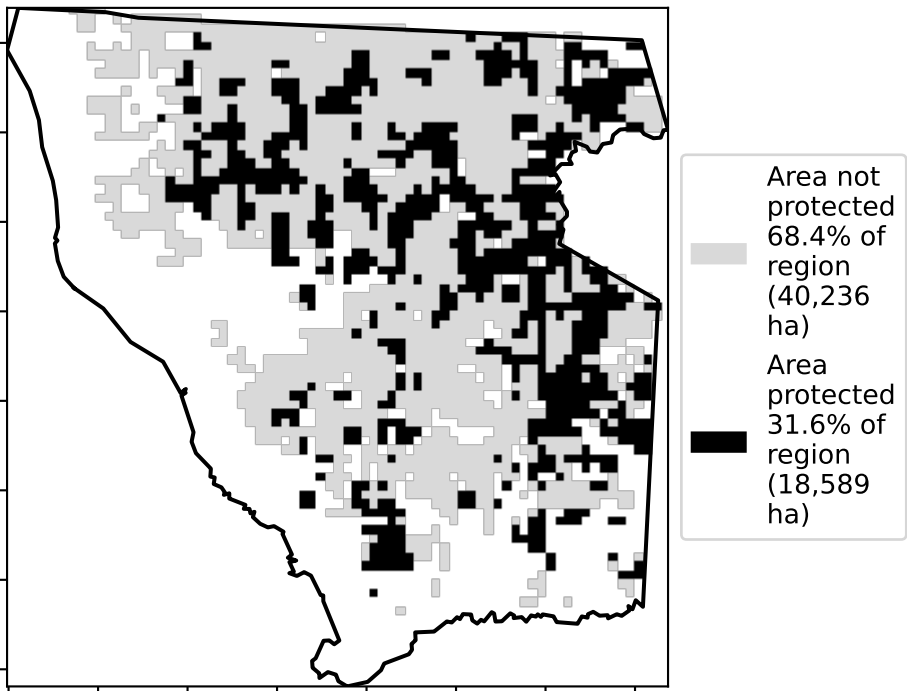 Area not
protected
68.4% of
region
(40,236
ha)
Area
protected
31.6% of
region
(18,589
ha)